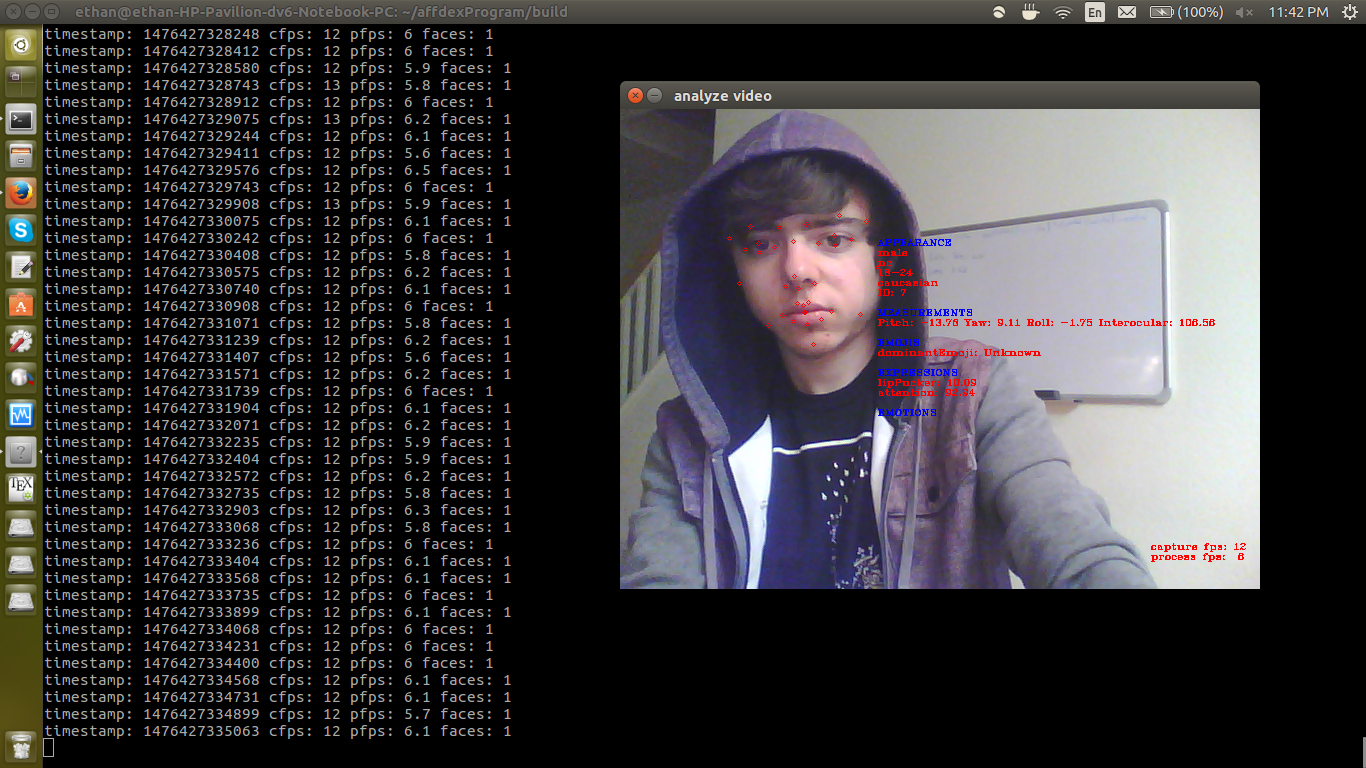 ethan@ethan-HP-Pavilion-dv6-Notebook-PC: ~/affdexProgram/build
En
(100%)
11:42 PM
timestamp: 1476427328248 cfps: 12 pfps: 6 faces: 1
timestamp: 1476427328412 cfps: 12 pfps: 6 faces: 1
timestamp: 1476427328580 cfps: 12 pfps: 5.9 faces: 1
timestamp: 1476427328743 cfps: 13 pfps: 5.8 faces: 1
timestamp: 1476427328912 cfps: 12 pfps: 6 faces: 1
timestamp: 1476427329075 cfps: 13 pfps: 6.2 faces: 1
timestamp: 1476427329244 cfps: 12 pfps: 6.1 faces: 1
timestamp: 1476427329411 cfps: 12 pfps: 5.6 faces: 1
timestamp: 1476427329576 cfps: 12 pfps: 6.5 faces: 1
timestamp: 1476427329743 cfps: 12 pfps: 6 faces: 1
timestamp: 1476427329908 cfps: 13 pfps: 5.9 faces: 1
timestamp: 1476427330075 cfps: 12 pfps: 6.1 faces: 1
timestamp: 1476427330242 cfps: 12 pfps: 6 faces: 1
timestamp: 1476427330408 cfps: 12 pfps: 5.8 faces: 1
timestamp: 1476427330575 cfps: 12 pfps: 6.2 faces: 1
timestamp: 1476427330740 cfps: 12 pfps: 6.1 faces: 1
timestamp: 1476427330908 cfps: 12 pfps: 6 faces: 1
timestamp: 1476427331071 cfps: 12 pfps: 5.8 faces: 1
timestamp: 1476427331239 cfps: 12 pfps: 6.2 faces: 1
timestamp: 1476427331407 cfps: 12 pfps: 5.6 faces: 1
timestamp: 1476427331571 cfps: 12 pfps: 6.2 faces: 1
timestamp: 1476427331739 cfps: 12 pfps: 6 faces: 1
timestamp: 1476427331904 cfps: 12 pfps: 6.1 faces: 1
timestamp: 1476427332071 cfps: 12 pfps: 6.2 faces: 1
timestamp: 1476427332235 cfps: 12 pfps: 5.9 faces: 1
timestamp: 1476427332404 cfps: 12 pfps: 5.9 faces: 1
timestamp: 1476427332572 cfps: 12 pfps: 6.2 faces: 1
timestamp: 1476427332735 cfps: 12 pfps: 5.8 faces: 1
timestamp: 1476427332903 cfps: 12 pfps: 6.3 faces: 1
timestamp: 1476427333068 cfps: 12 pfps: 5.8 faces: 1
timestamp: 1476427333236 cfps: 12 pfps: 6 faces: 1
timestamp: 1476427333404 cfps: 12 pfps: 6.1 faces: 1
timestamp: 1476427333568 cfps: 12 pfps: 6.1 faces: 1
timestamp: 1476427333735 cfps: 12 pfps: 6 faces: 1
timestamp: 1476427333899 cfps: 12 pfps: 6.1 faces: 1
timestamp: 1476427334068 cfps: 12 pfps: 6 faces: 1
timestamp: 1476427334231 cfps: 12 pfps: 6 faces: 1
timestamp: 1476427334400 cfps: 12 pfps: 6 faces: 1
timestamp: 1476427334568 cfps: 12 pfps: 6.1 faces: 1
timestamp: 1476427334731 cfps: 12 pfps: 6.1 faces: 1
timestamp: 1476427334899 cfps: 12 pfps: 5.7 faces: 1
timestamp: 1476427335063 cfps: 12 pfps: 6.1 faces: 1
analyze video
APPEARANCE
male
no
18-24
caucasian
ID: 7
MEASUREMENTS
Pitch: -13.76 Yaw: 9.11 Roll: -1.75 Interocular: 106.56
EMOJIS
dominantEmoji: Unknown
EXPRESSIONS
lipPucker:
attention:
EMOTIONS
capture fps: 12
process fps: 6
TEX